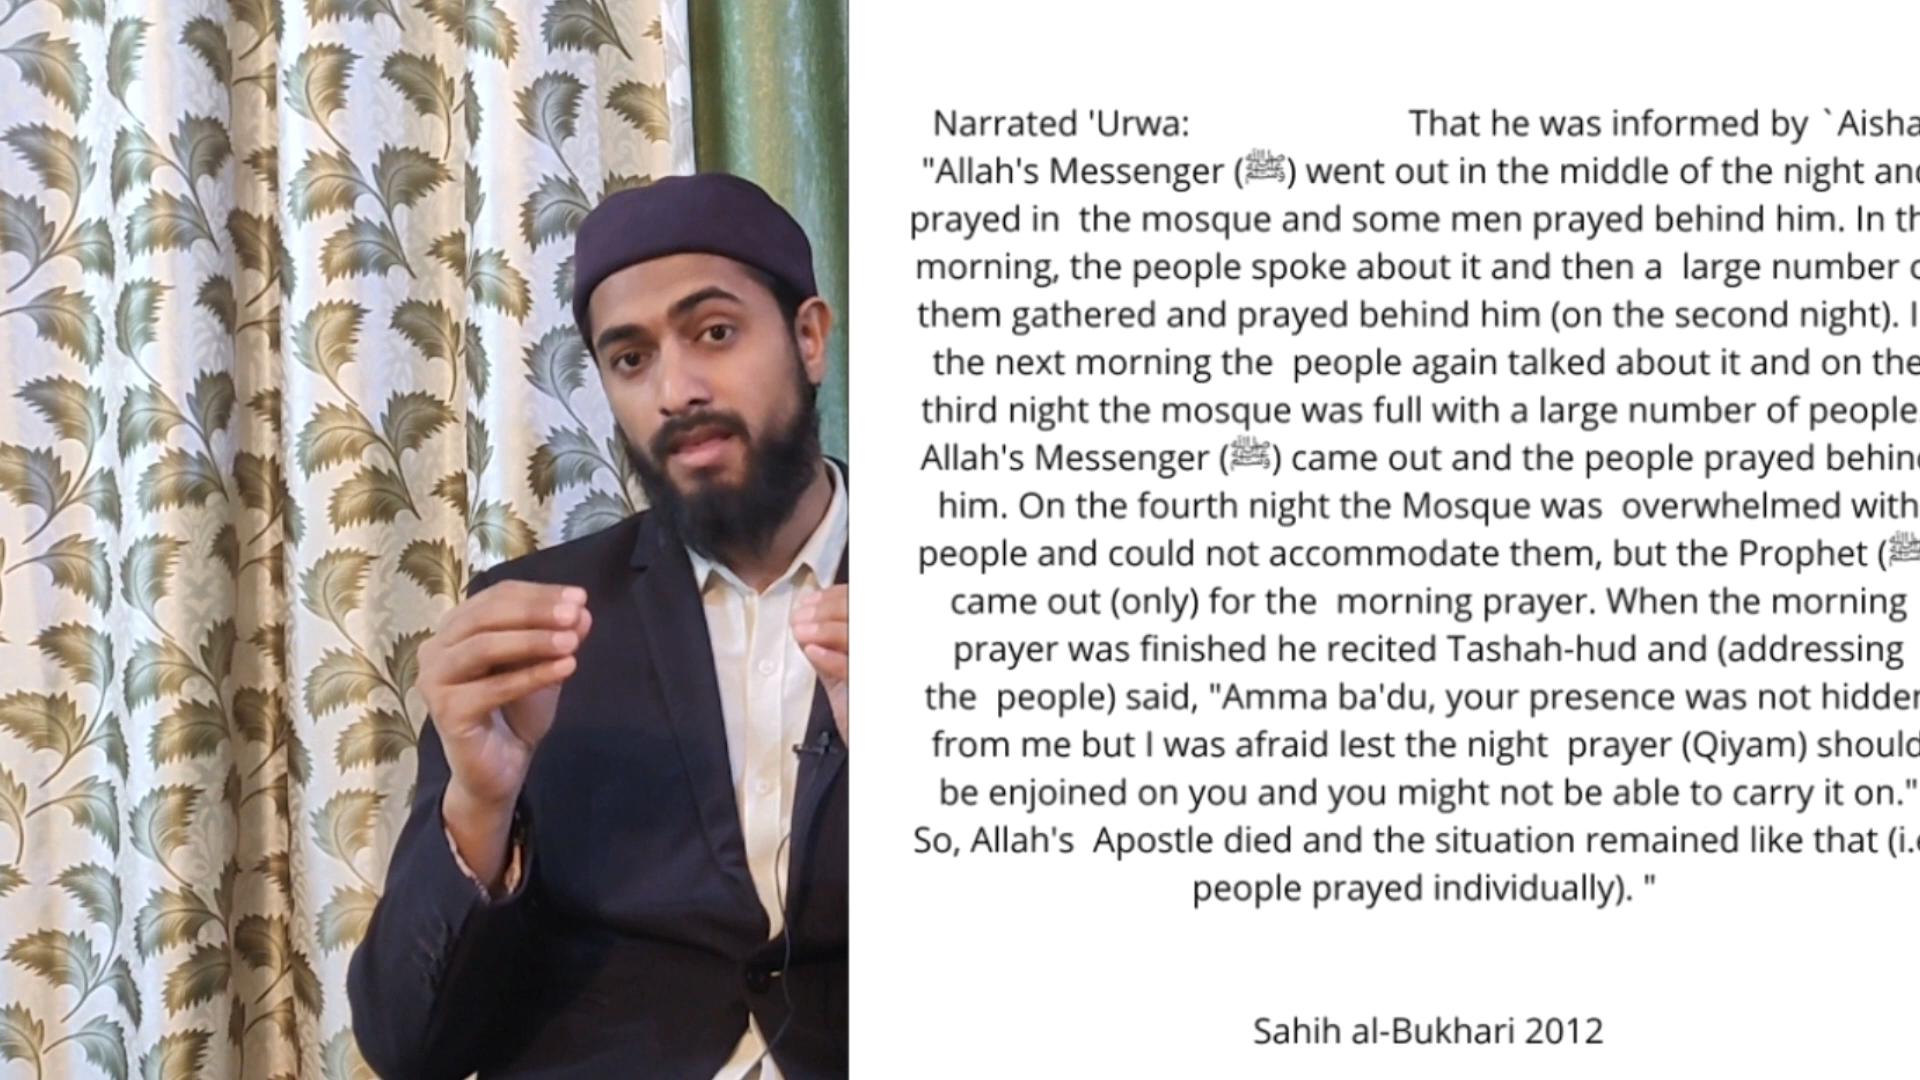 Narrated 'Urwa: That he was informed by `Aisha
"Allah's Messenger (ﷺ) went out in the middle of the night and
prayed in the mosque and some men prayed behind him. In
morning, the people spoke about it and then a large number
them gathered and prayed behind him (on the second night).
the next morning the people again talked about it and on the
third night the mosque was full with a large number of people
Allah's Messenger (ﷺ) came out and the people prayed behind
him. On the fourth night the Mosque was overwhelmed with
people and could not accommodate them, but the Prophet (ﷺ
came out (only) for the morning prayer. When the morning
prayer was finished he recited Tashah-hud and (addressing
the people) said, "Amma ba'du, your presence was not hidden
from me but I was afraid lest the night prayer (Qiyam) should
be enjoined on you and you might not be able to carry it on."
So, Allah's Apostle died and the situation remained like that
people prayed individually). "
Sahih al-Bukhari 2012